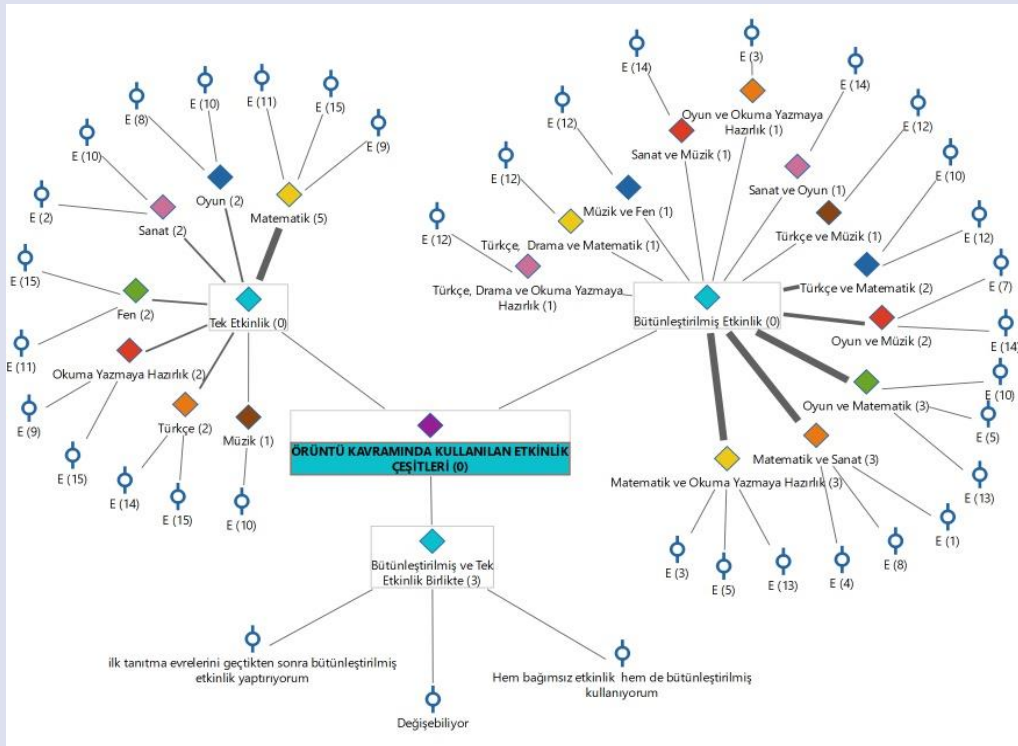 E (10)
E (11)
E (15)
E (8)
E (9)
E (10)
E (2)
Oyun (2)
Matematik (5)
Sanat (2)
E (15)
Fen (2)
Tek Etkinlik (0)
E (11)
Okuma Yazmaya Hazırlık (2)
E (9)
Türkçe (2)
Müzik (1)
E (15)
E (14)
E (15)
E (10)
E (14)
E (3)
E (14)
E (12)
E (12)
E (12)
E (10)
E (12)
E (12)
Oyun ve Okuma Yazmaya
Hazırlık (1)
Sanat ve Müzik (1)
Sanat ve Oyun (1)
Müzik ve Fen (1)
Türkçe ve Müzik (1)
Türkçe, Drama ve Matematik (1)
Türkçe, Drama ve Okuma Yazmaya
Hazırlık (1)
Türkçe ve Matematik (2)
E (7)
Bütünleştirilmiş Etkinlik (0)
Oyun ve Müzik (2)
E (14)
E (10)
Oyun ve Matematik (3)
E (5)
Matematik ve Sanat (3)
E (13)
Matematik ve Okuma Yazmaya Hazırlık (3)
E (1)
E (3)
E (5)
E (13)
E (4)
E (8)
ÖRÜNTÜ KAVRAMINDA KULLANILAN ETKİNLİK
ÇEŞİTLERİ (0)
Bütünleştirilmiş ve Tek
Etkinlik Birlikte (3)
ilk tanıtma evrelerini geçtikten sonra bütünleştirilmiş
etkinlik yaptırıyorum
Değişebiliyor
Hem bağımsız etkinlik hem de bütünleştirilmiş
kullanıyorum